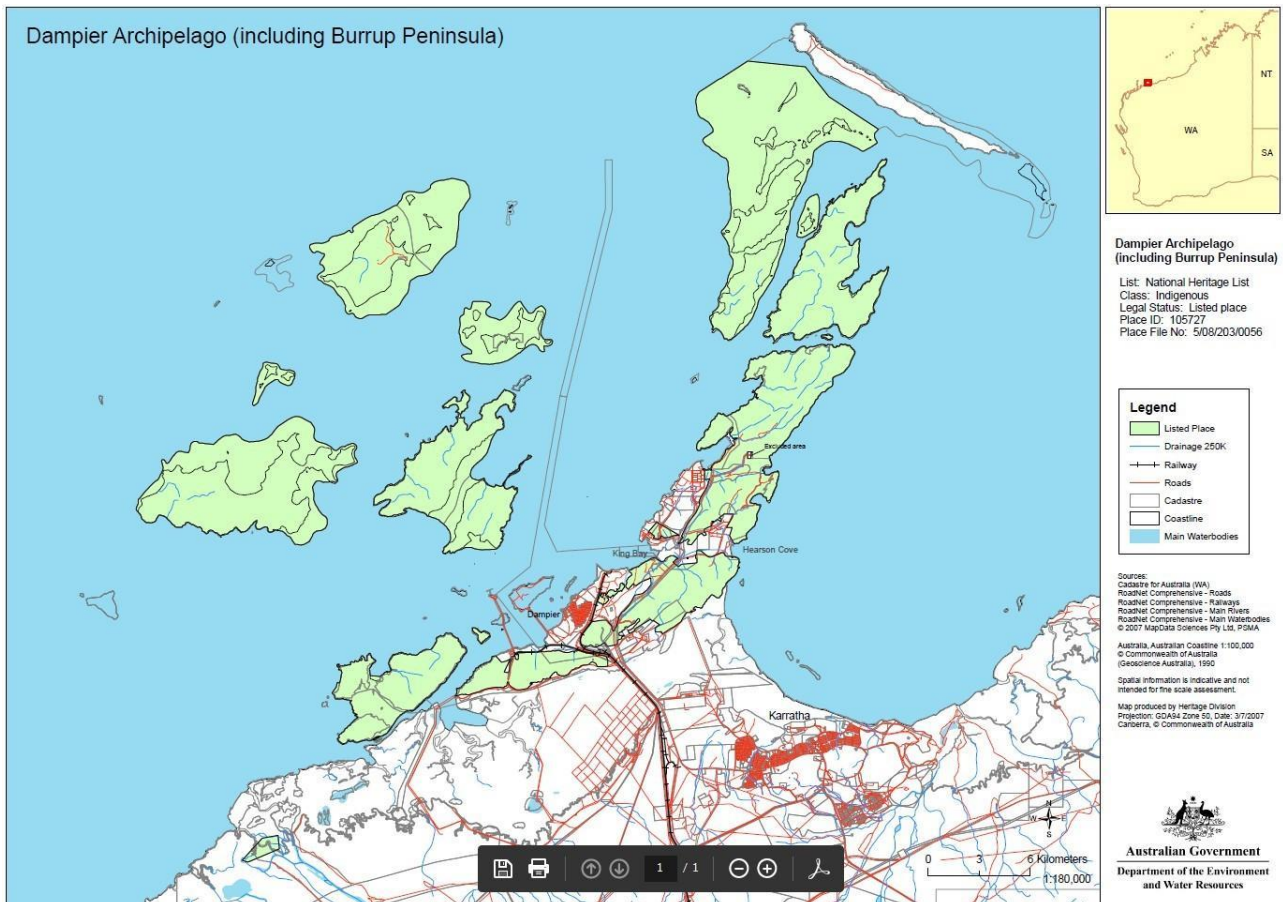 Dampier Archipelago (including Burrup Peninsula)
NT
WA
SA
Dampier Archipelago
(including Burrup Peninsula)
List: National Heritage List
Class: Indigenous
Legal Status: Listed place
Place ID: 105727
Place File No: 5/08/203/0056
Excluded area
King Bay
Hearson Cove
Dampier
Karratha
Legend
Listed Place
Drainage 250K
Railway
Roads
Cadastre
Coastline
Main Waterbodies
Sources:
Cadastre for Australia (WA)
RoadNet Comprehensive - Roads
RoadNet Comprehensive - Railways
RoadNet Comprehensive - Main Rivers
RoadNet Comprehensive - Main Waterbodies
© 2007 MapData Sciences Pty Ltd, PSMA
Australia, Australian Coastline 1:100,000
© Commonwealth of Australia
(Geoscience Australia), 1990
Spatial information is indicative and not
intended for fine scale assessment.
Map produced by Heritage Division
Projection: GDA94 Zone 50, Date: 3/7/2007
Canberra, © Commonwealth of Australia
N
W E
S
0 3 6 Kilometers
1:180,000
1 / 1
Australian Government
Department of the Environment
and Water Resources